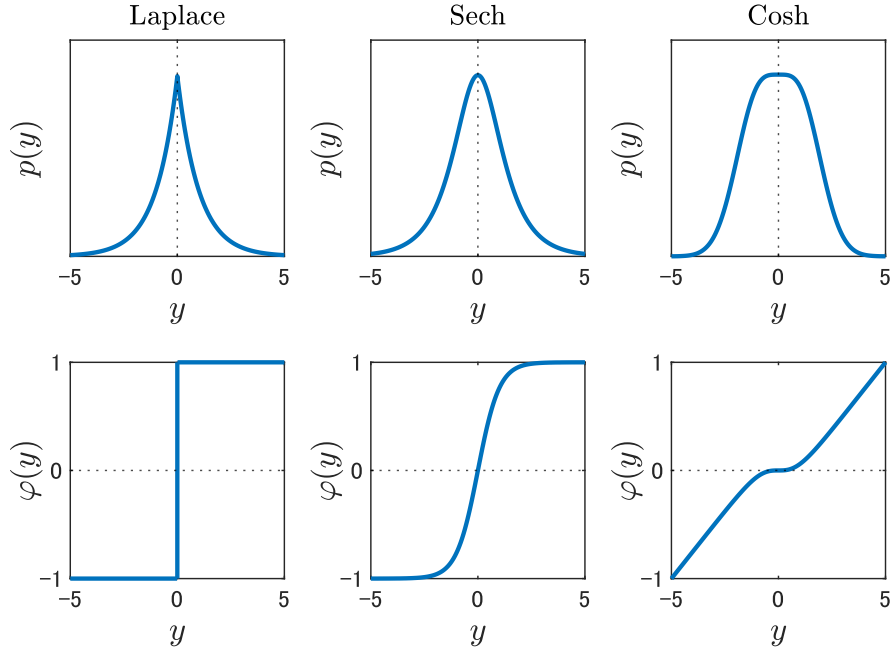 Laplace Sech Cosh
p(y) p(y) p(y)
−5 0 5 −5 0 5 −5 0 5
y y y
1 1 1
φ(y) 0 φ(y) 0 φ(y) 0
−1 −1 −1
−5 0 5 −5 0 5 −5 0 5
y y y